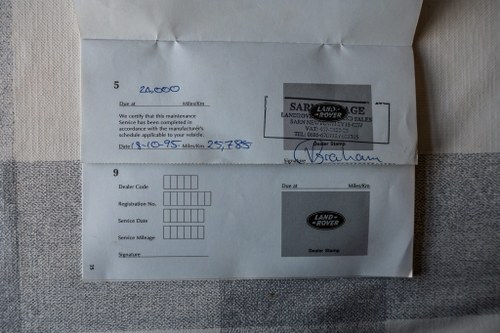 5
24,000
Due at Miles/Km
We certify that this maintenance
Service has been completed in
accordance with the manufacturer's
schedule applicable to your vehicle.
Date 19-10-95 Miles/Km 25,785
LAND
ROVER
SARN
Dealer Stamp
9
Dealer Code
Registration No.
Service Date
Service Mileage
Signature
Due at Miles/Km
LAND
ROVER
Dealer Stamp